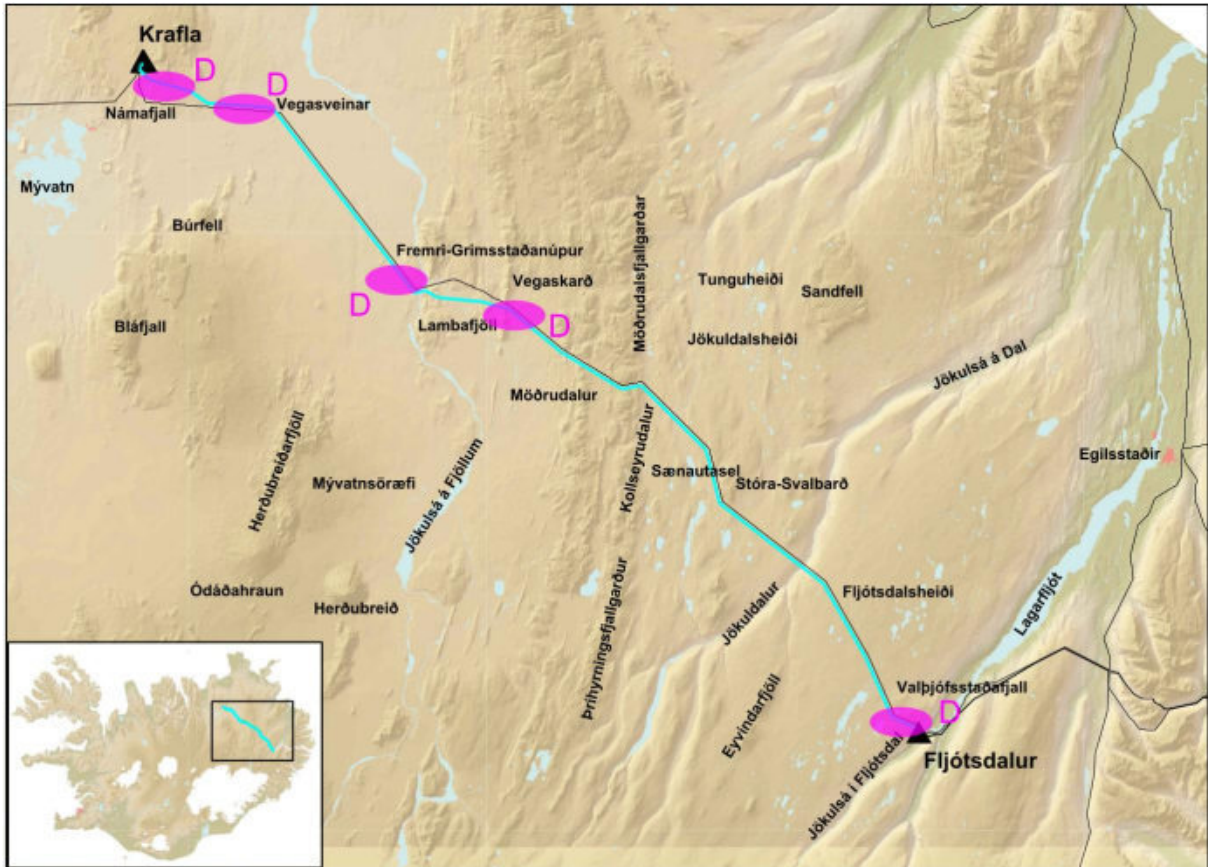 Krafla
D
D
Námafjall
Vegasveinar
Mývatn
Búrfell
Fremri-Grimsstaðanúpur
Vegaskarð
Möðrudalsfjallgarðar
Tunguheiði
Sandfell
D
Lambafjöll
D
Bláfjall
Jökuldalsheiði
Jökulsá á Dal
Möðrudalur
Herðubreiðarfjöll
Mývatnsöræfi
Jökulsá á Fjöllum
Kollseyrudalur
Sænautasel
Stóra-Svalbarð
Egilsstaðir
Ódáðahraun
Herðubreið
Þríhyrningsfjallgarður
Jökuldalur
Fljótsdalsheiði
Lagarfljót
Eyvindarfjöll
Valþjófsstaðafjall
D
Jökulsá í Fljótsdal
Fljótsdalur